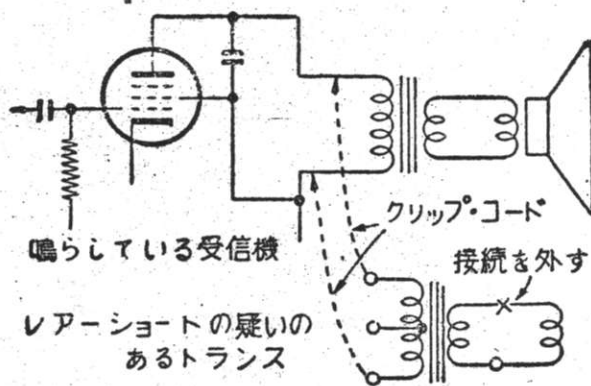 鳴らしている受信機
クリップ・コード
接続を外す
レアーショートの疑いの
あるトランス